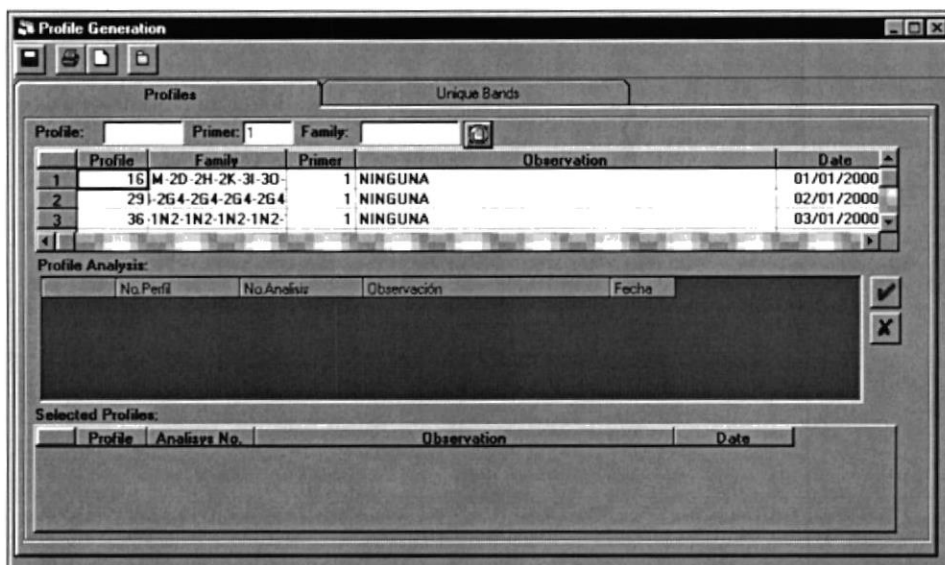 Profile Generation
Profiles Unique Bands
Profile: Primer: 1 Family:
Profile Family Primer Observation Date
1 16 M-2D-2H-2K-3I-3O- 1 NINGUNA 01/01/2000
2 29 -2G4-2G4-2G4-2G4 1 NINGUNA 02/01/2000
3 36 -1N2-1N2-1N2-1N2- 1 NINGUNA 03/01/2000
Profile Analysis:
No.Perfil No.Analisis Observación Fecha
Selected Profiles:
Profile Analisys No. Observation Date